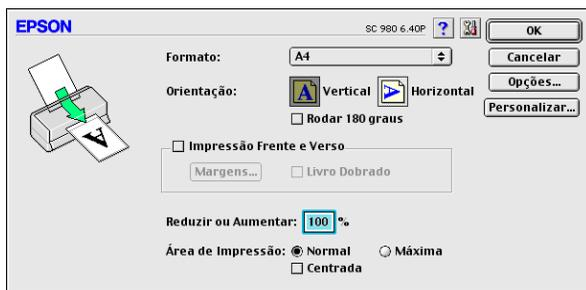 EPSON
SC 980 6.40P ? OK
Formato: A4 Cancelar
Orientação: A Vertical A Horizontal Opções...
Rodar 180 graus Personalizar...
Impressão Frente e Verso
Margens... Livro Dobrado
Reduzir ou Aumentar: 100 %
Área de Impressão: Normal Máxima
Centrada
A